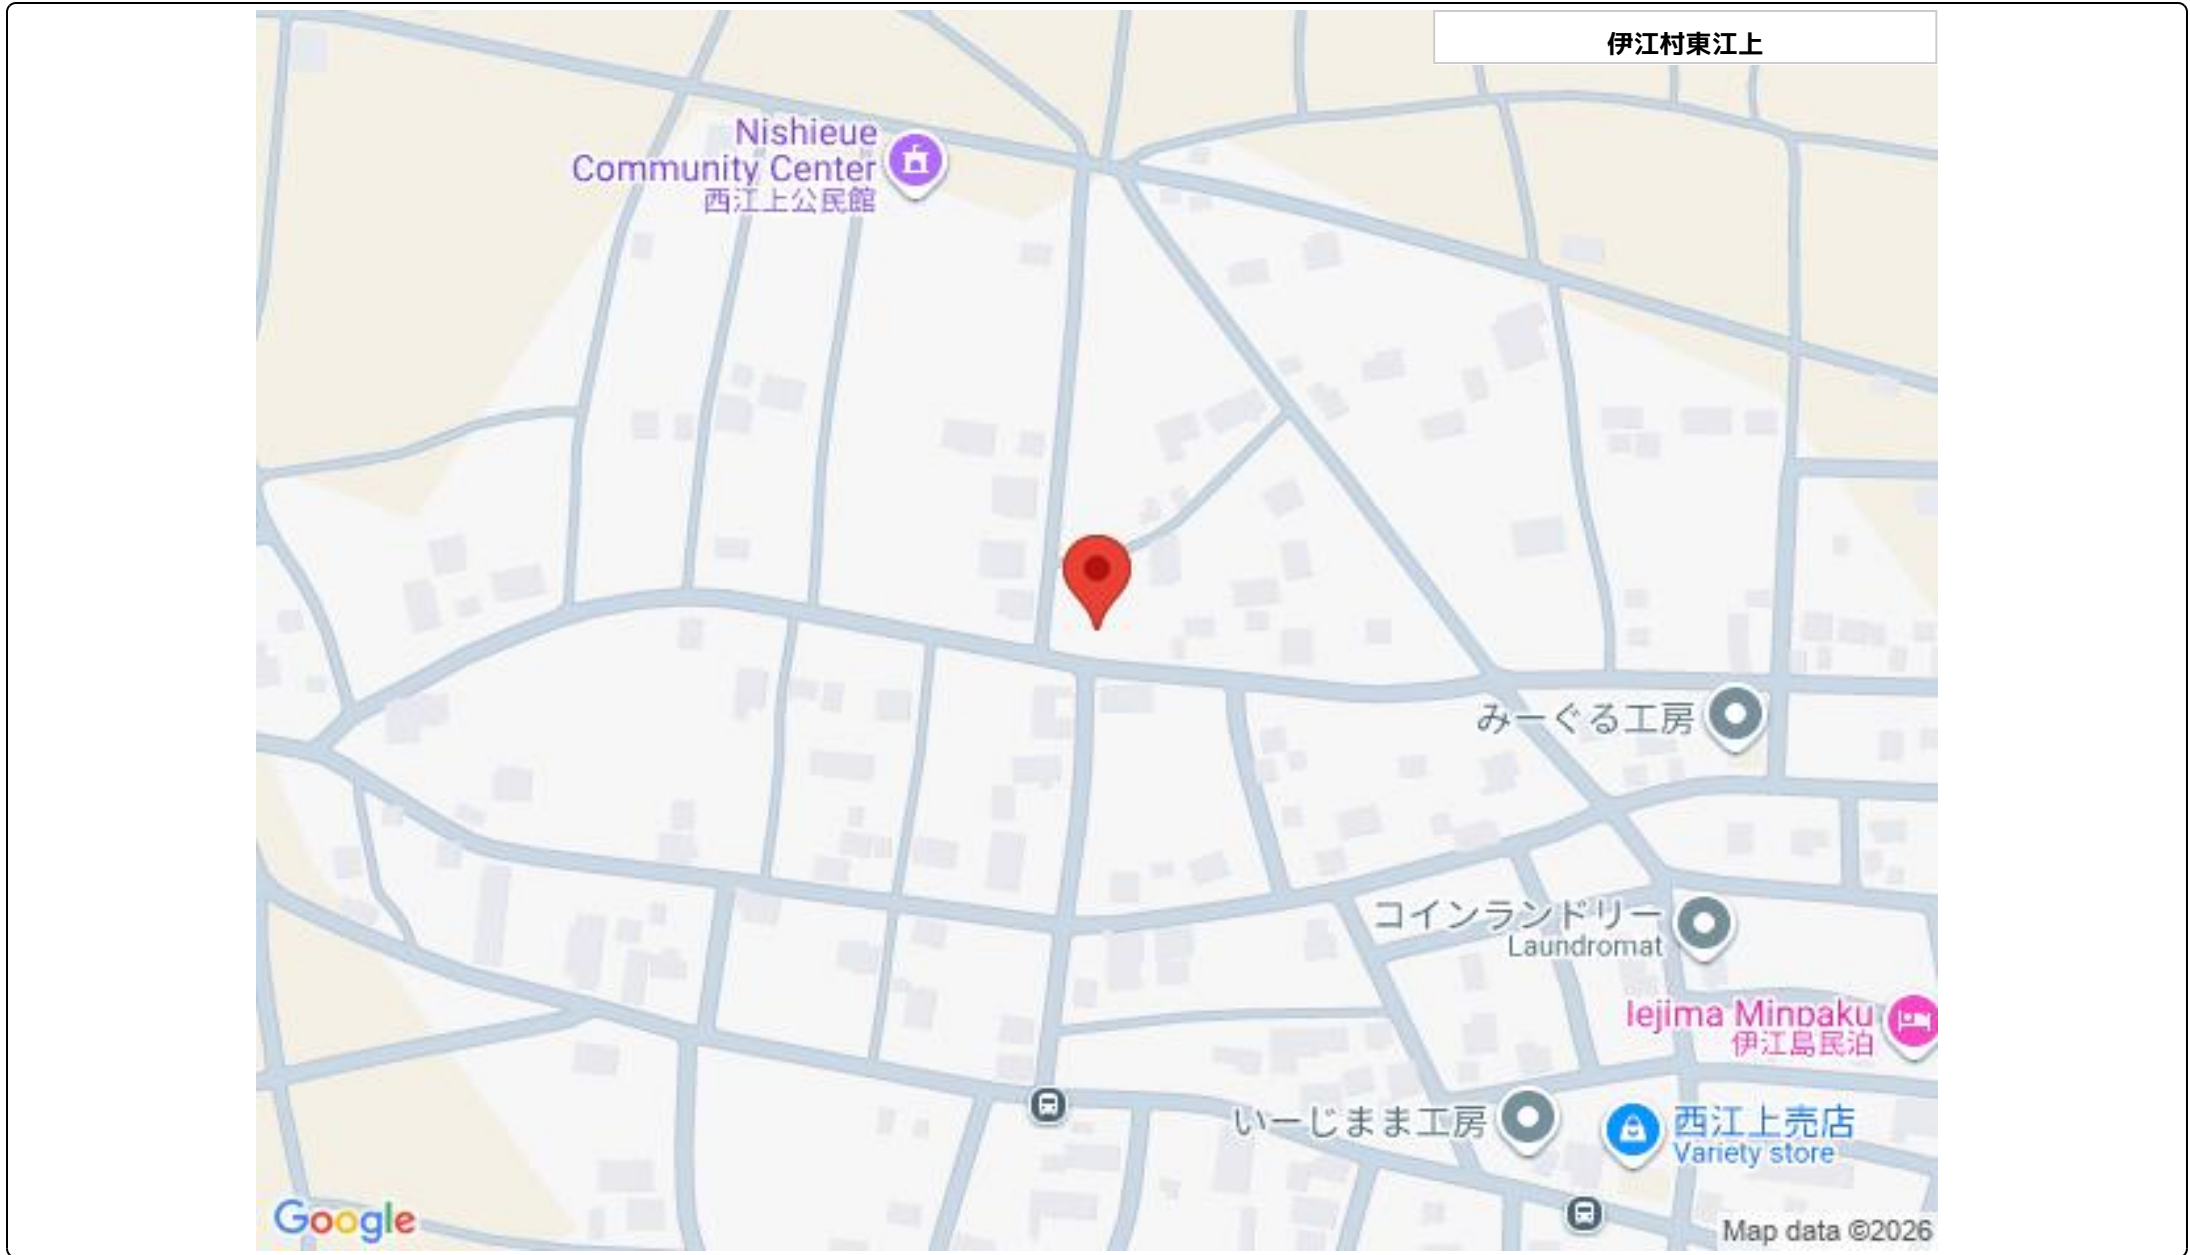 伊江村東江上
Nishieue
Community Center
西江上公民館
みーぐる工房
コインランドリー
Laundromat
Iejima Minpaku
伊江島民泊
いーじまま工房
西江上売店
Variety store
Google
Map data ©2026